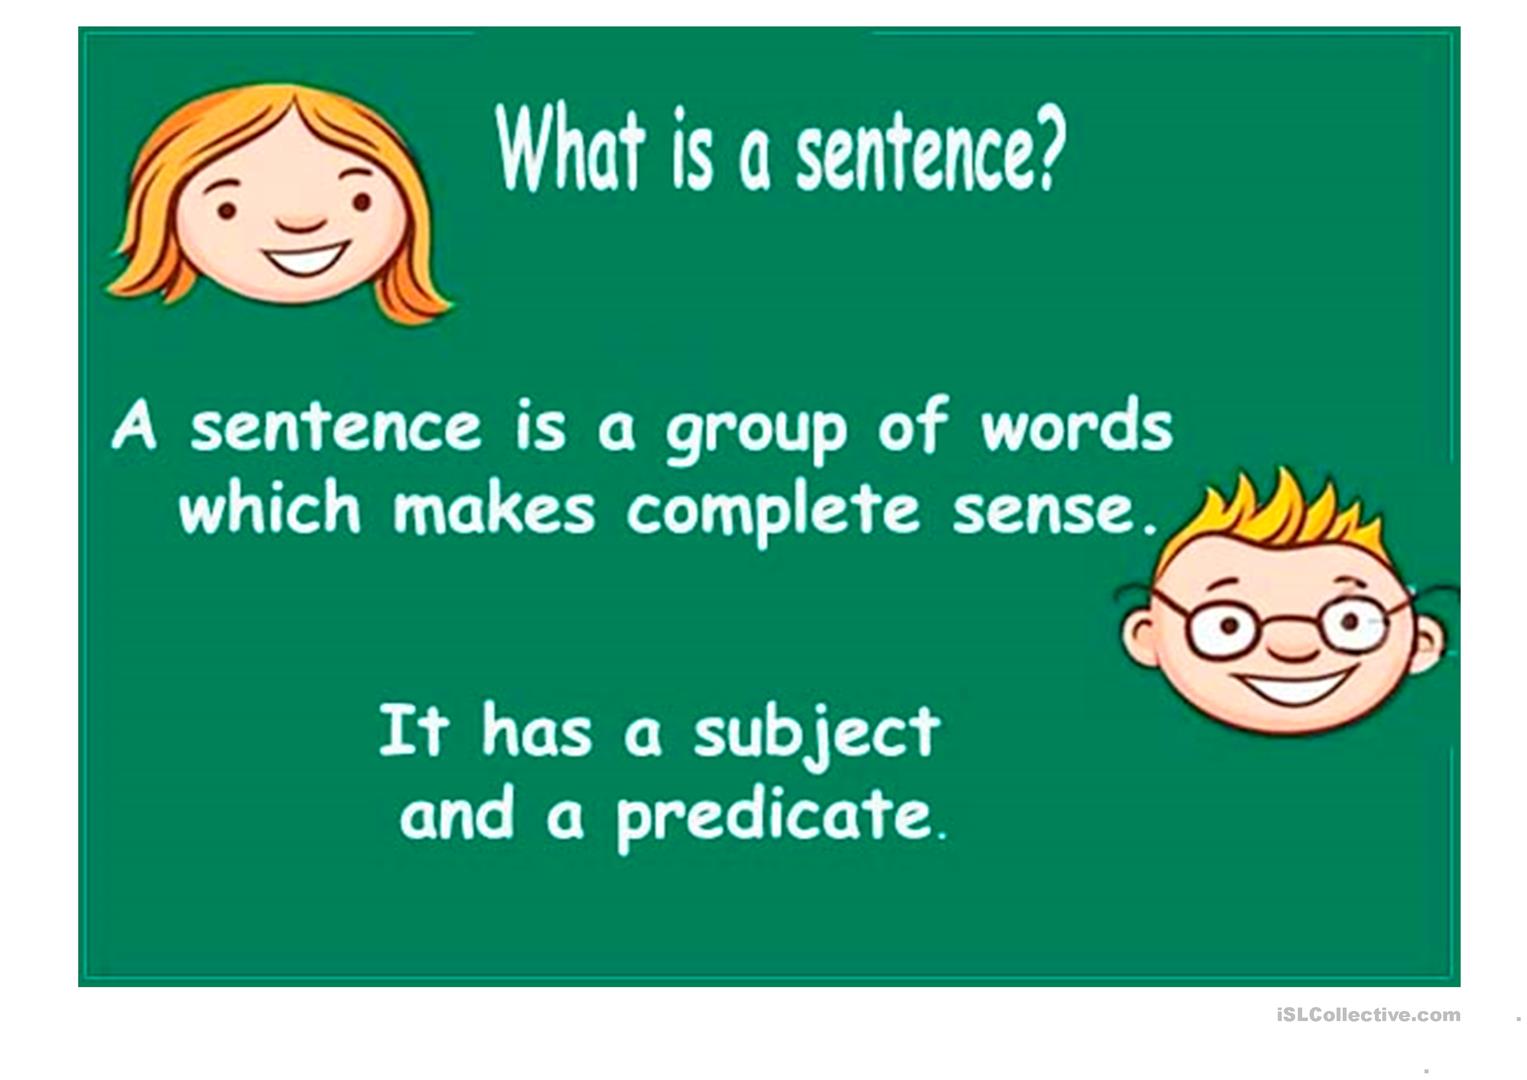 What is a sentence?
A sentence is a group of words
which makes complete sense.
It has a subject
and a predicate.
iSLCollective.com